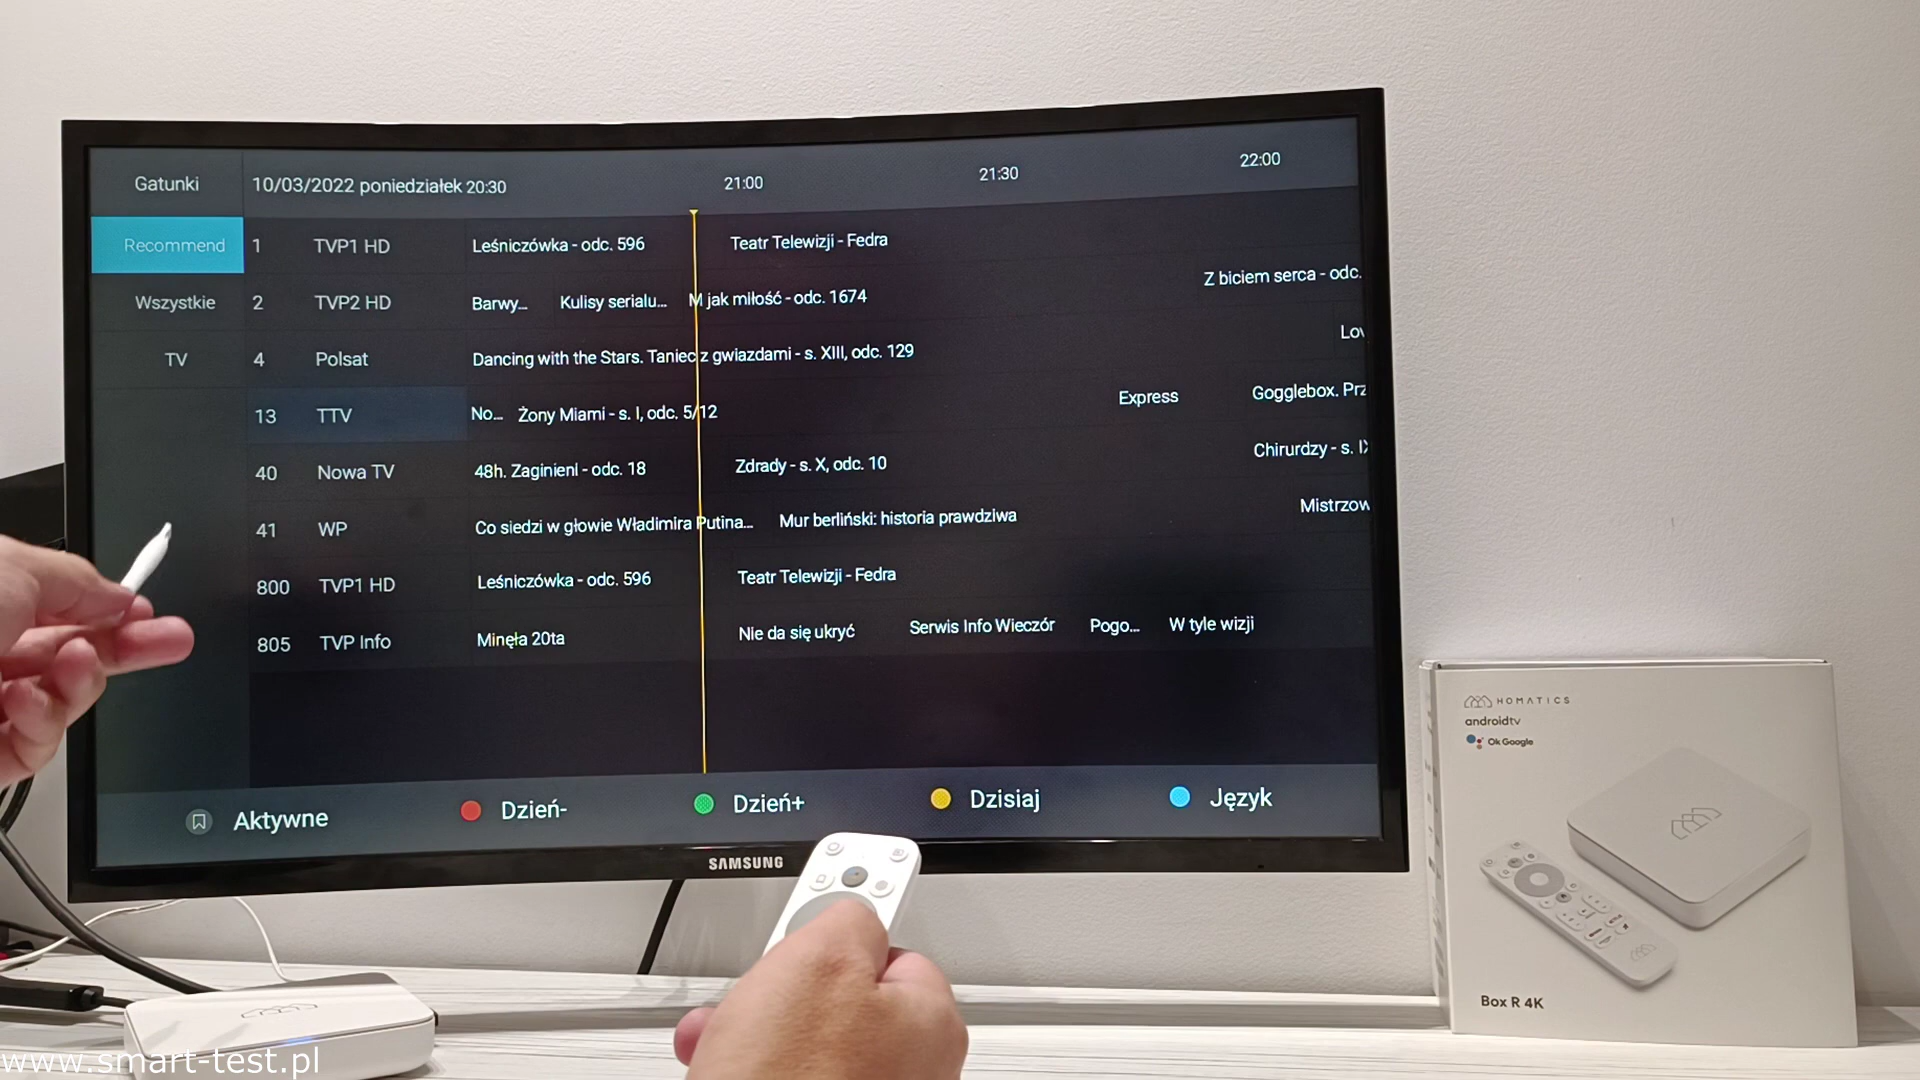 Gatunki
10/03/2022 poniedziałek 20:30 21:00 21:30 22:00
Recommend
Wszystkie
TV
1 TVP1 HD Leśniczówka - odc. 596 Teatr Telewizji - Fedra
2 TVP2 HD Barwy... Kulisy serialu... M jak miłość - odc. 1674 Z biciem serca - odc.
4 Polsat Dancing with the Stars. Taniec z gwiazdami - s. XIII, odc. 129 Lov
13 TTV No... Żony Miami - s. I, odc. 5/12 Express Gogglebox. Prz
40 Nowa TV 48h. Zaginieni - odc. 18 Zdrady - s. X, odc. 10 Chirurdzy - s. IX
41 WP Co siedzi w głowie Władimira Putina... Mur berliński: historia prawdziwa Mistrzow
800 TVP1 HD Leśniczówka - odc. 596 Teatr Telewizji - Fedra
805 TVP Info Minęła 20ta Nie da się ukryć Serwis Info Wieczór Pogo... W tyle wizji
Aktywne Dzień- Dzień+ Dzisiaj Język
SAMSUNG
HOMATICS
androidtv
Ok Google
Box R 4K
www.smart-test.pl